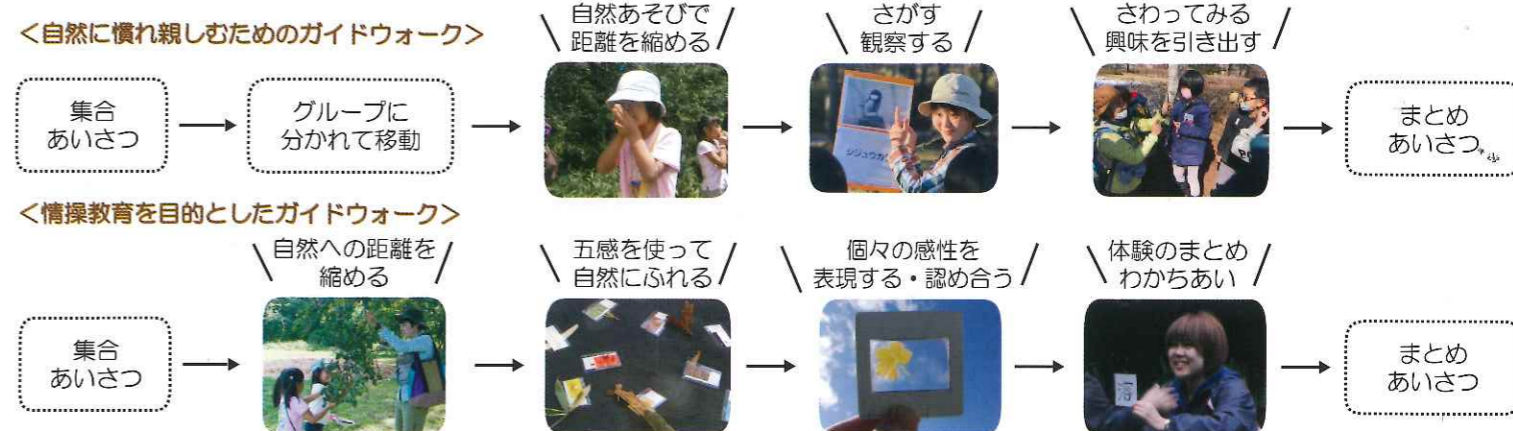 ＜自然に慣れ親しむためのガイドウォーク＞
集合
あいさつ
グループに
分かれて移動
自然あそびで
距離を縮める
さがす
観察する
シジュウカ
さわってみる
興味を引き出す
まとめ
あいさつ
＜情操教育を目的としたガイドウォーク＞
集合
あいさつ
自然への距離を
縮める
五感を使って
自然にふれる
個々の感性を
表現する・認め合う
体験のまとめ
わかちあい
まとめ
あいさつ